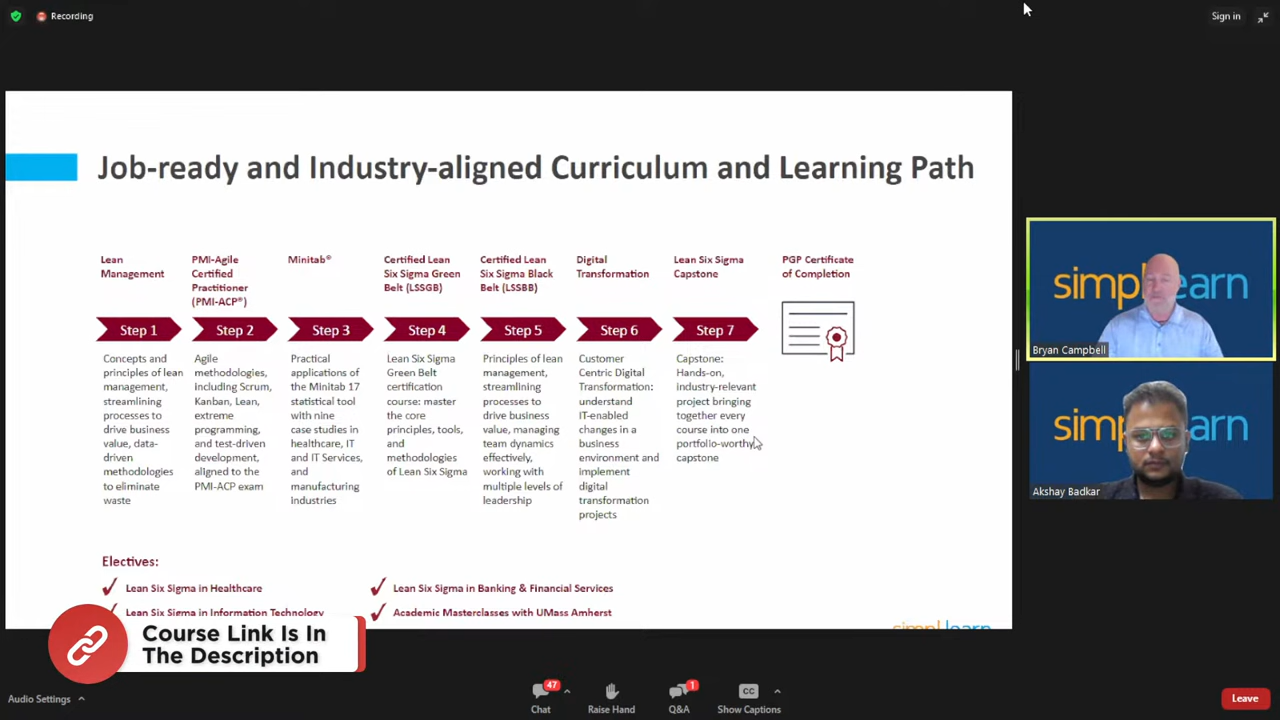 Recording
Sign in
Job-ready and Industry-aligned Curriculum and Learning Path
Lean
Management
PMI-Agile
Certified
Practitioner
(PMI-ACP®)
Minitab®
Certified Lean
Six Sigma Green
Belt (LSSGB)
Certified Lean
Six Sigma Black
Belt (LSSBB)
Digital
Transformation
Lean Six Sigma
Capstone
PGP Certificate
of Completion
Step 1
Step 2
Step 3
Step 4
Step 5
Step 6
Step 7
Concepts and
principles of lean
management,
streamlining
processes to
drive business
value, data-
driven
methodologies
to eliminate
waste
Agile
methodologies,
including Scrum,
Kanban, Lean,
extreme
programming,
and test-driven
development,
aligned to the
PMI-ACP exam
Practical
applications of
the Minitab 17
statistical tool
with nine
case studies in
healthcare, IT
and IT Services,
and
manufacturing
industries
Lean Six Sigma
Green Belt
certification
course: master
the core
principles, tools,
and
methodologies
of Lean Six Sigma
Principles of lean
management,
streamlining
processes to
drive business
value, managing
team dynamics
effectively,
working with
multiple levels of
leadership
Customer
Centric Digital
Transformation:
understand
IT-enabled
changes in a
business
environment and
implement
digital
transformation
projects
Capstone:
Hands-on,
industry-relevant
project bringing
together every
course into one
portfolio-worthy
capstone
Electives:
Lean Six Sigma in Healthcare
Lean Six Sigma in Banking & Financial Services
Lean Six Sigma in Information Technology
Academic Masterclasses with UMass Amherst
simplilearn
Course Link Is In
The Description
simplilearn
Bryan Campbell
simplilearn
Akshay Badkar
Audio Settings
47
Chat
Raise Hand
1
Q&A
CC
Show Captions
Leave